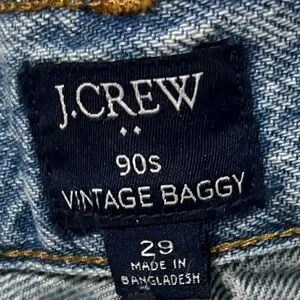 J.CREW
90s
VINTAGE BAGGY
29
MADE IN
BANGLADESH